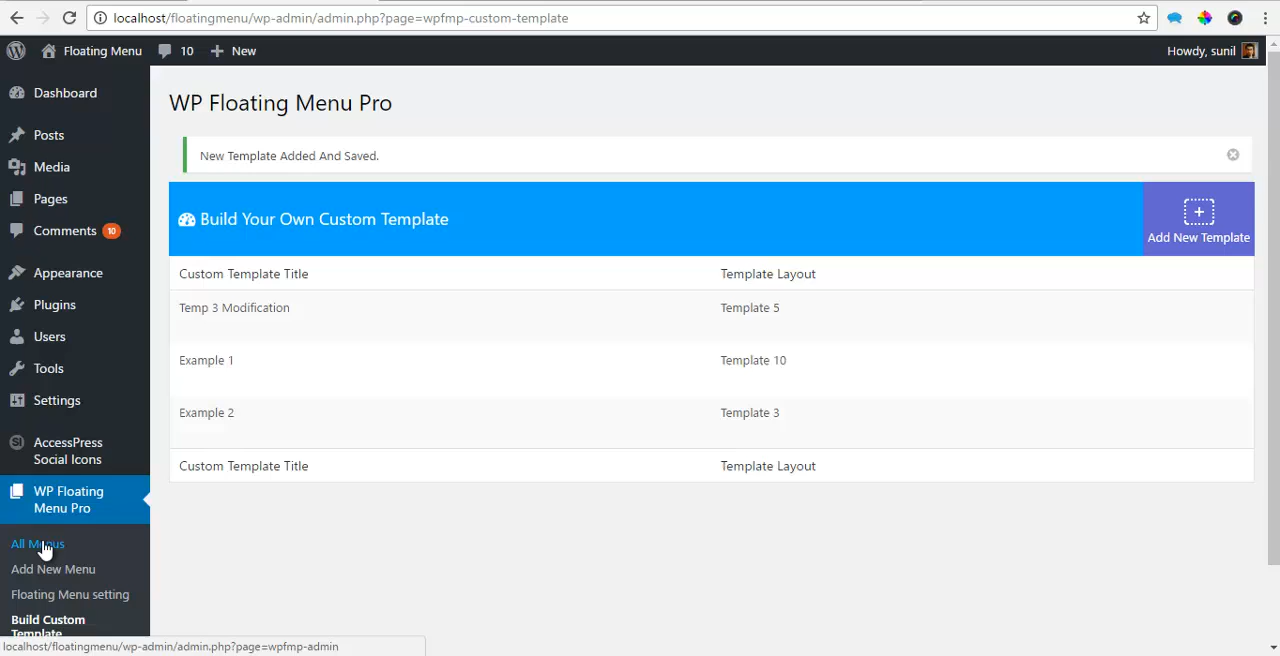 localhost/floatingmenu/wp-admin/admin.php?page=wpfmp-custom-template
Floating Menu 10 New Howdy, sunil
Dashboard
Posts
Media
Pages
Comments 10
Appearance
Plugins
Users
Tools
Settings
AccessPress
Social Icons
WP Floating
Menu Pro
All Menus
Add New Menu
Floating Menu setting
Build Custom
Template
WP Floating Menu Pro
New Template Added And Saved.
Build Your Own Custom Template
Add New Template
Custom Template Title Template Layout
Temp 3 Modification Template 5
Example 1 Template 10
Example 2 Template 3
Custom Template Title Template Layout
localhost/floatingmenu/wp-admin/admin.php?page=wpfmp-admin